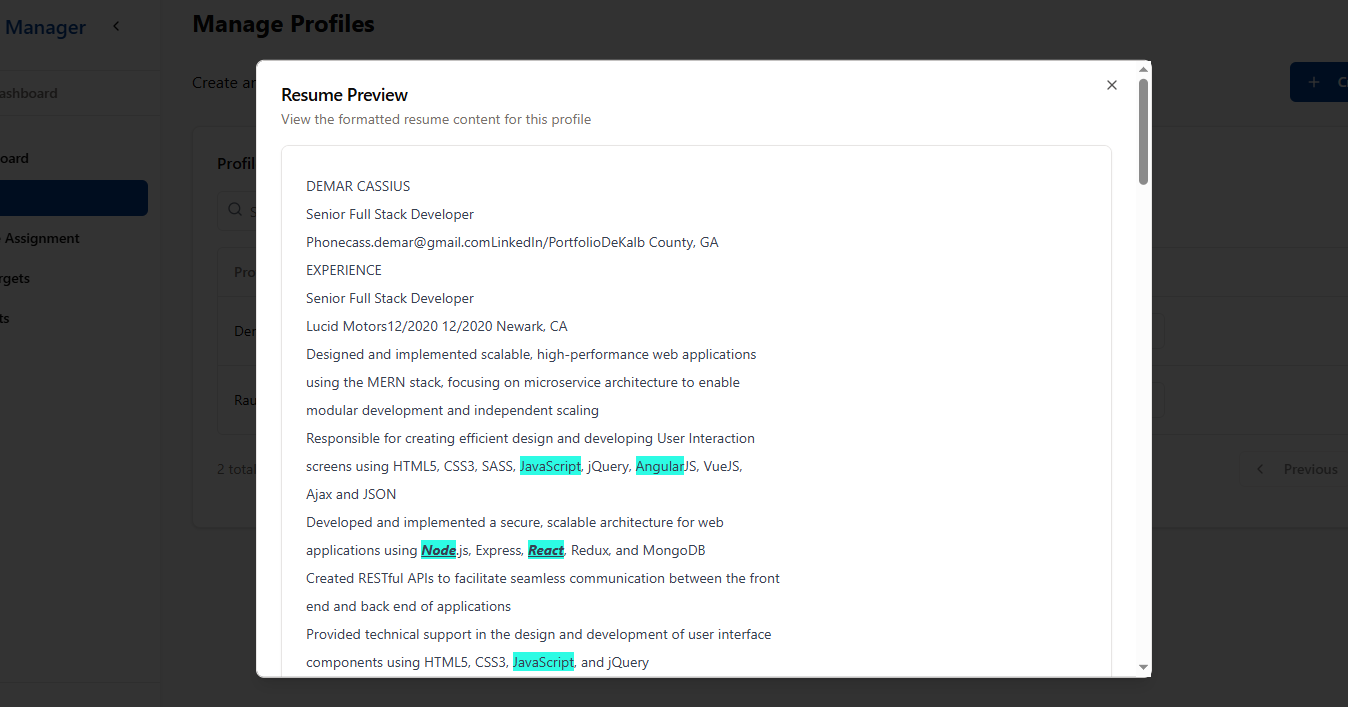 Manager
Manage Profiles
Create an
ashboard
oard
Assignment
rgets
ts
Profil
Pro
Der
Rau
2 total
Previous
Resume Preview
View the formatted resume content for this profile
DEMAR CASSIUS
Senior Full Stack Developer
Phonecass.demar@gmail.comLinkedIn/PortfolioDeKalb County, GA
EXPERIENCE
Senior Full Stack Developer
Lucid Motors12/2020 12/2020 Newark, CA
Designed and implemented scalable, high-performance web applications
using the MERN stack, focusing on microservice architecture to enable
modular development and independent scaling
Responsible for creating efficient design and developing User Interaction
screens using HTML5, CSS3, SASS, JavaScript, jQuery, AngularJS, VueJS,
Ajax and JSON
Developed and implemented a secure, scalable architecture for web
applications using Node.js, Express, React, Redux, and MongoDB
Created RESTful APIs to facilitate seamless communication between the front
end and back end of applications
Provided technical support in the design and development of user interface
components using HTML5, CSS3, JavaScript, and jQuery